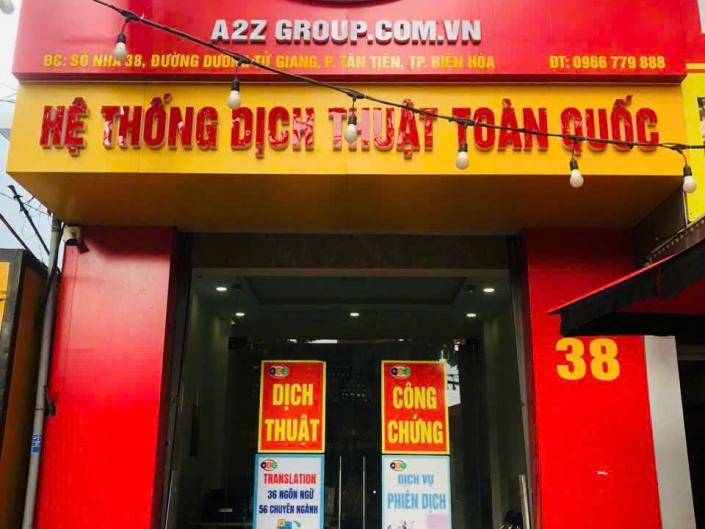 A2Z GROUP.COM.VN
ĐC: SỐ NHÀ 38, ĐƯỜNG DƯƠNG TỬ GIANG, P. TÂN TIẾN, TP. BIÊN HÒA ĐT: 0966 779 888
HỆ THỐNG DỊCH THUẬT TOÀN QUỐC
38
DỊCH
THUẬT
CÔNG
CHỨNG
TRANSLATION
36 NGÔN NGỮ
56 CHUYÊN NGÀNH
DỊCH VỤ
PHIÊN DỊCH